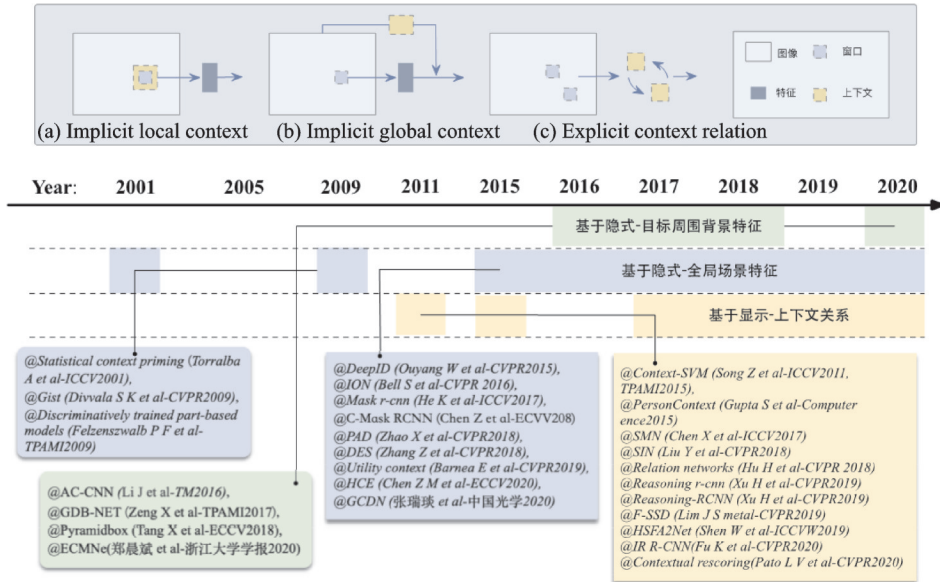 图像
窗口
特征
上下文
(a) Implicit local context
(b) Implicit global context
(c) Explicit context relation
Year: 2001 2005 2009 2011 2015 2016 2017 2018 2019 2020
基于隐式-目标周围背景特征
基于隐式-全局场景特征
基于显示-上下文关系
@Statistical context priming (Torralba
A et al-ICCV2001),
@Gist (Divvala S K et al-CVPR2009),
@Discriminatively trained part-based
models (Felzenszwalb P F et al-
TPAMI2009)
@AC-CNN (Li J et al-TM2016),
@GDB-NET (Zeng X et al-TPAMI2017),
@Pyramidbox (Tang X et al-ECCV2018),
@ECMNe(郑晨斌 et al-浙江大学学报2020)
@DeepID (Ouyang W et al-CVPR2015),
@ION (Bell S et al-CVPR 2016),
@Mask r-cnn (He K et al-ICCV2017),
@C-Mask RCNN (Chen Z et al-ECVV208)
@PAD (Zhao X et al-CVPR2018),
@DES (Zhang Z et al-CVPR2018),
@Utility context (Barnea E et al-CVPR2019),
@HCE (Chen Z M et al-ECCV2020),
@GCDN (张瑞琰 et al-中国光学2020)
@Context-SVM (Song Z et al-ICCV2011,
TPAMI2015),
@PersonContext (Gupta S et al-Computer
ence2015)
@SMN (Chen X et al-ICCV2017)
@SIN (Liu Y et al-CVPR2018)
@Relation networks (Hu H et al-CVPR 2018)
@Reasoning r-cnn (Xu H et al-CVPR2019)
@Reasoning-RCNN (Xu H et al-CVPR2019)
@F-SSD (Lim J S metal-CVPR2019)
@HSFA2Net (Shen W et al-ICCVW2019)
@IR R-CNN(Fu K et al-CVPR2020)
@Contextual rescoring(Pato L V et al-CVPR2020)